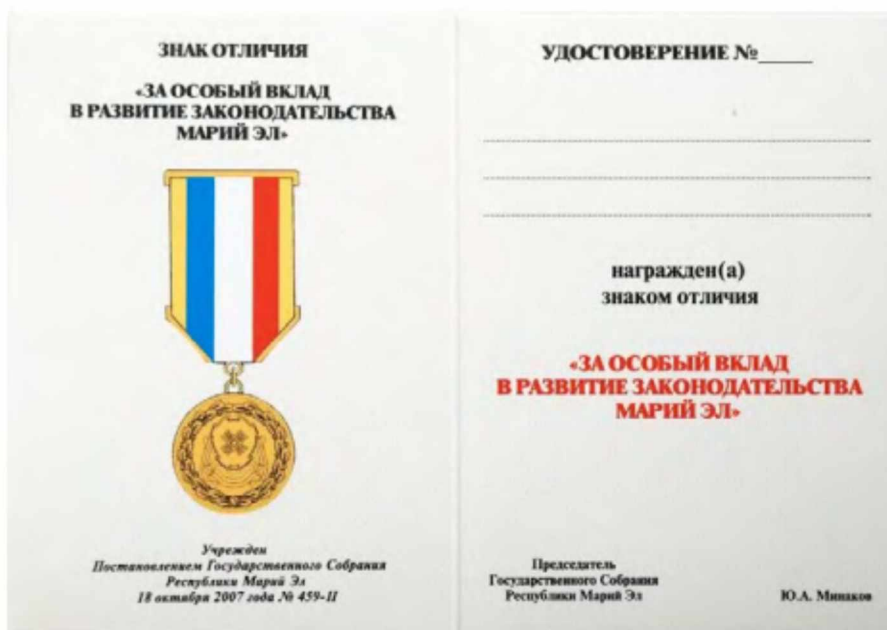 ЗНАК ОТЛИЧИЯ
«ЗА ОСОБЫЙ ВКЛАД
В РАЗВИТИЕ ЗАКОНОДАТЕЛЬСТВА
МАРИЙ ЭЛ»
Учрежден
Постановлением Государственного Собрания
Республики Марий Эл
18 октября 2007 года № 459-II
УДОСТОВЕРЕНИЕ №_____
награжден(а)
знаком отличия
«ЗА ОСОБЫЙ ВКЛАД
В РАЗВИТИЕ ЗАКОНОДАТЕЛЬСТВА
МАРИЙ ЭЛ»
Председатель
Государственного Собрания
Республики Марий Эл Ю.А. Минаков